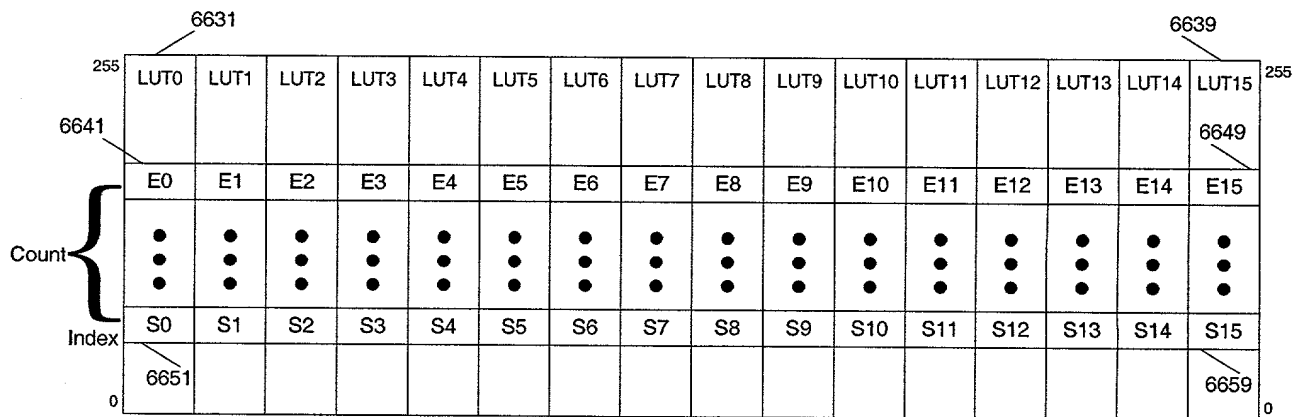 6631 6639
255 LUT0 LUT1 LUT2 LUT3 LUT4 LUT5 LUT6 LUT7 LUT8 LUT9 LUT10 LUT11 LUT12 LUT13 LUT14 LUT15 255
6641 6649
E0 E1 E2 E3 E4 E5 E6 E7 E8 E9 E10 E11 E12 E13 E14 E15
Count
Index S0 S1 S2 S3 S4 S5 S6 S7 S8 S9 S10 S11 S12 S13 S14 S15
6651 6659
0 0